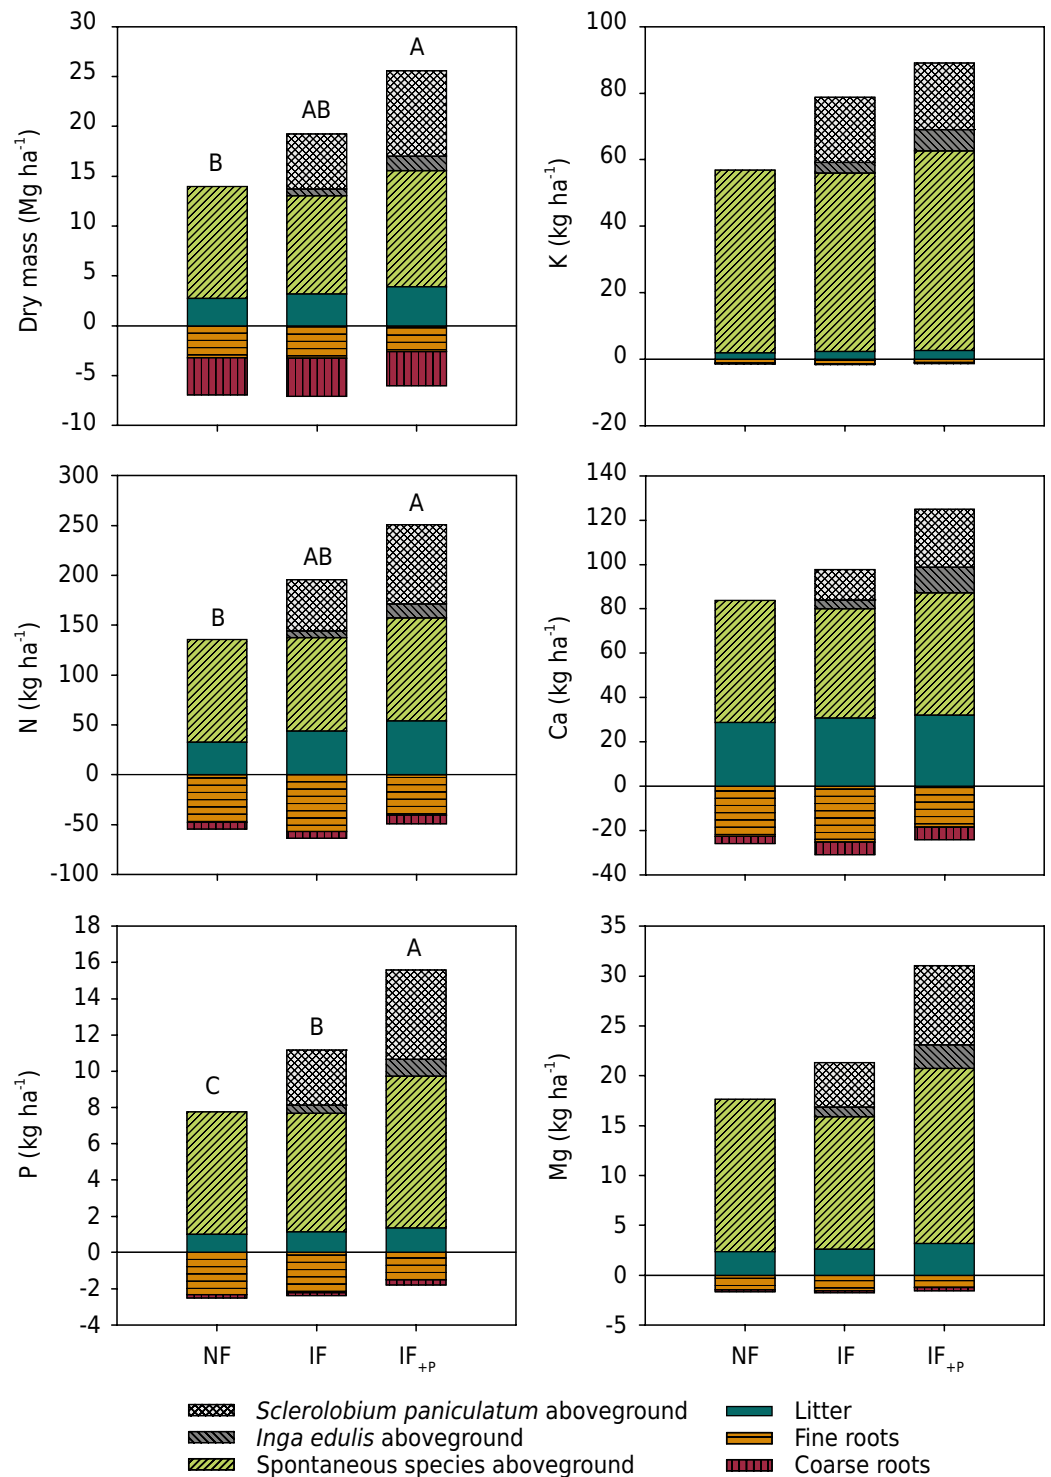 30
25
20
15
10
5
0
-5
-10
Dry mass (Mg ha⁻¹)
B
AB
A
100
80
60
40
20
0
-20
K (kg ha⁻¹)
300
250
200
150
100
50
0
-50
-100
N (kg ha⁻¹)
B
AB
A
140
120
100
80
60
40
20
0
-20
-40
Ca (kg ha⁻¹)
18
16
14
12
10
8
6
4
2
0
-2
-4
P (kg ha⁻¹)
C
B
A
NF IF IF₊P
35
30
25
20
15
10
5
0
-5
Mg (kg ha⁻¹)
NF IF IF₊P
Sclerolobium paniculatum aboveground
Inga edulis aboveground
Spontaneous species aboveground
Litter
Fine roots
Coarse roots